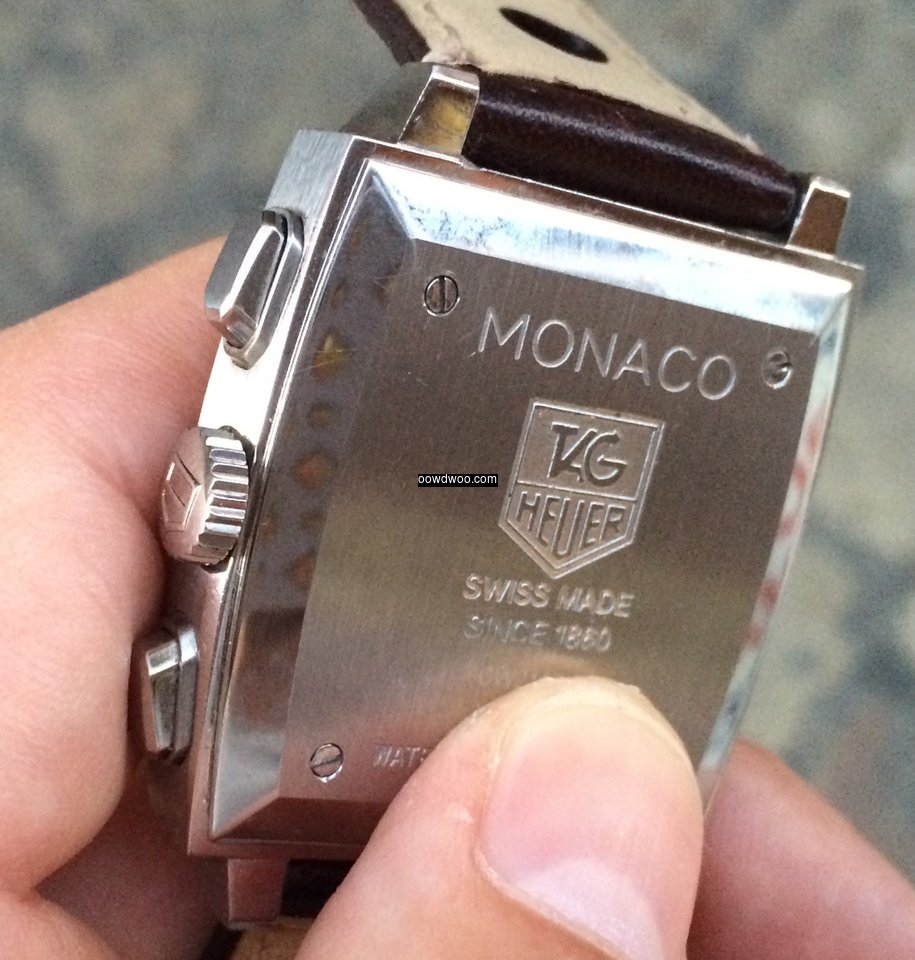 MONACO
TAG
HEUER
SWISS MADE
SINCE 1860
oowdwoo.com